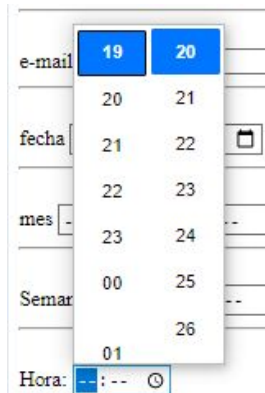 19 20
e-mail
20 21
fecha
21 22
22 23
mes - --
23 24
00 25
Semar --
26
01
Hora: --:--